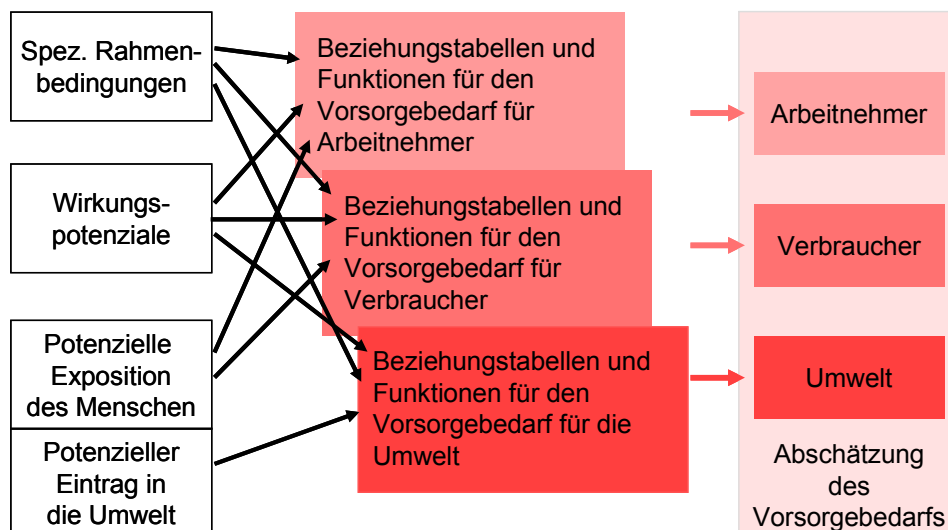 Spez. Rahmen-
bedingungen
Wirkungs-
potenziale
Potenzielle
Exposition
des Menschen
Potenzieller
Eintrag in
die Umwelt
Beziehungstabellen und
Funktionen für den
Vorsorgebedarf für
Arbeitnehmer
Beziehungstabellen und
Funktionen für den
Vorsorgebedarf für
Verbraucher
Beziehungstabellen und
Funktionen für den
Vorsorgebedarf für die
Umwelt
Arbeitnehmer
Verbraucher
Umwelt
Abschätzung
des
Vorsorgebedarfs